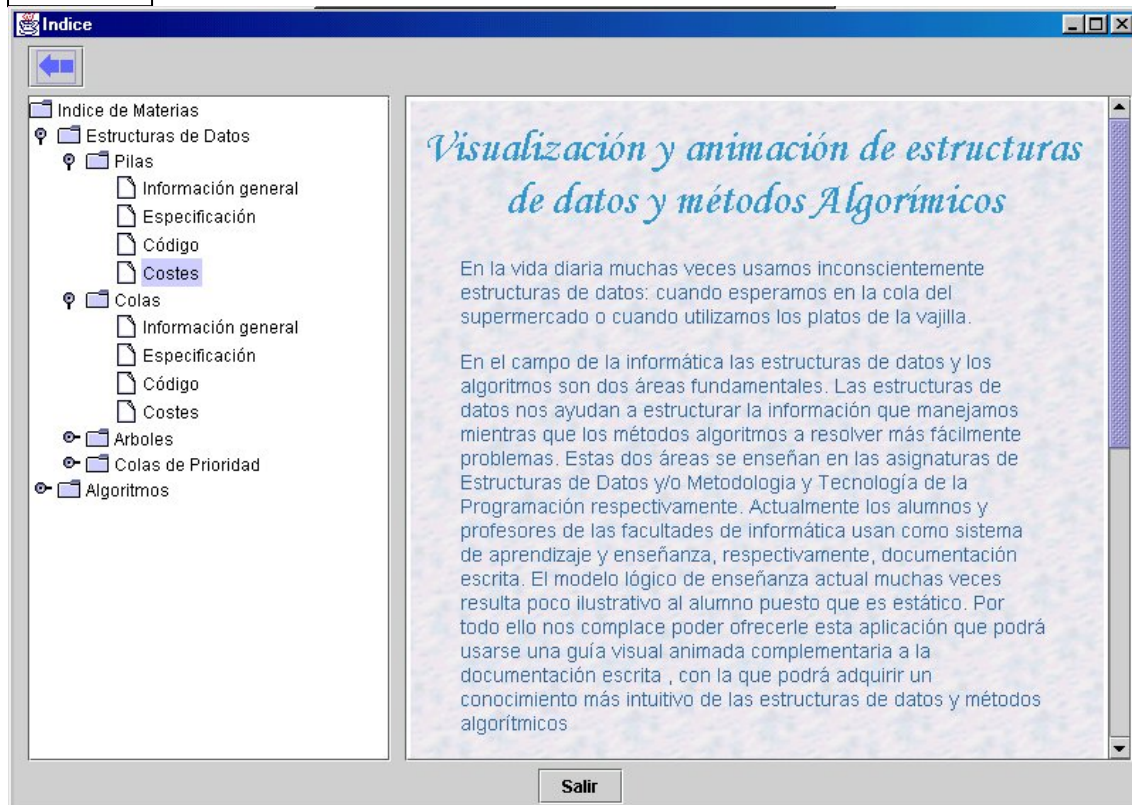 Indice
Indice de Materias
Estructuras de Datos
Pilas
Información general
Especificación
Código
Costes
Colas
Información general
Especificación
Código
Costes
Arboles
Colas de Prioridad
Algoritmos
Visualización y animación de estructuras
de datos y métodos Algorímicos
En la vida diaria muchas veces usamos inconscientemente
estructuras de datos: cuando esperamos en la cola del
supermercado o cuando utilizamos los platos de la vajilla.
En el campo de la informática las estructuras de datos y los
algoritmos son dos áreas fundamentales. Las estructuras de
datos nos ayudan a estructurar la información que manejamos
mientras que los métodos algoritmos a resolver más fácilmente
problemas. Estas dos áreas se enseñan en las asignaturas de
Estructuras de Datos y/o Metodologia y Tecnología de la
Programación respectivamente. Actualmente los alumnos y
profesores de las facultades de informática usan como sistema
de aprendizaje y enseñanza, respectivamente, documentación
escrita. El modelo lógico de enseñanza actual muchas veces
resulta poco ilustrativo al alumno puesto que es estático. Por
todo ello nos complace poder ofrecerle esta aplicación que podrá
usarse una guía visual animada complementaria a la
documentación escrita , con la que podrá adquirir un
conocimiento más intuitivo de las estructuras de datos y métodos
algorítmicos
Salir